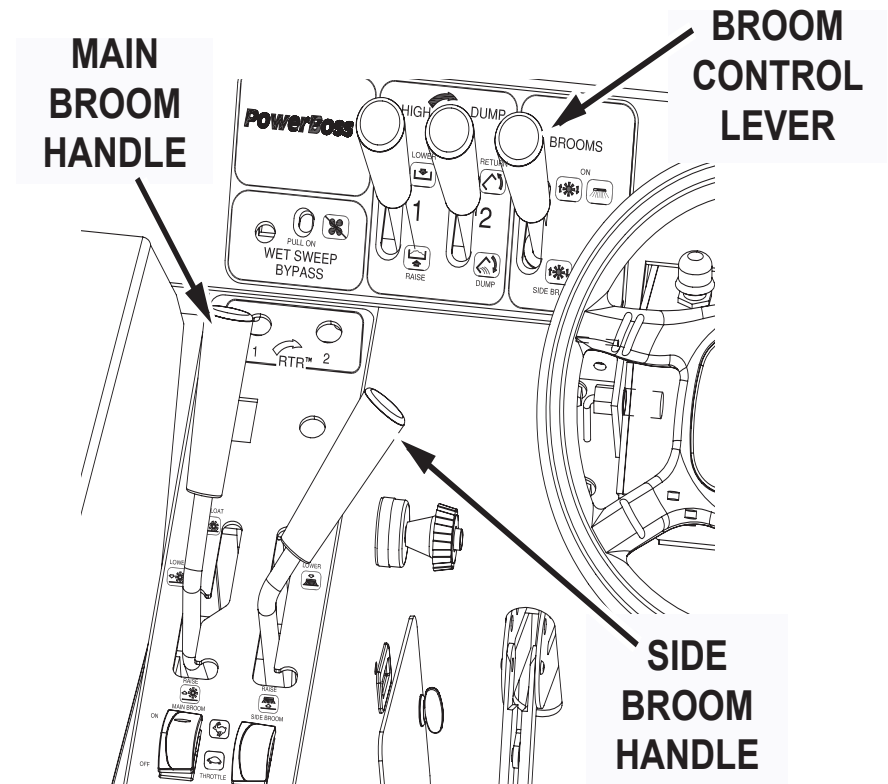 MAIN
BROOM
HANDLE
BROOM
CONTROL
LEVER
PowerBoss
HIGH DUMP
BROOMS
LOWER
RETURN
ON
1
2
PULL ON
WET SWEEP
BYPASS
RAISE
DUMP
SIDE
1 RTR™ 2
LOWER
RAISE
MAIN BROOM
RAISE
SIDE BROOM
ON
OFF
THROTTLE
SIDE
BROOM
HANDLE